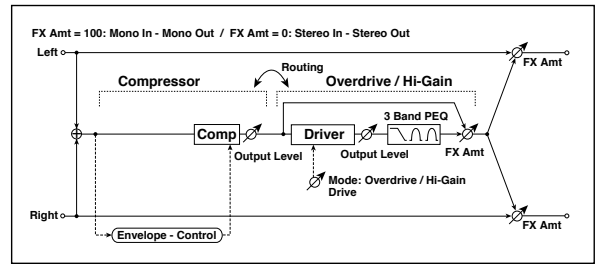 FX Amt = 100: Mono In - Mono Out / FX Amt = 0: Stereo In - Stereo Out
Left
FX Amt
Routing
Compressor
Overdrive / Hi-Gain
3 Band PEQ
Comp
Driver
Output Level
Output Level
FX Amt
Mode: Overdrive / Hi-Gain
Drive
Right
FX Amt
Envelope - Control